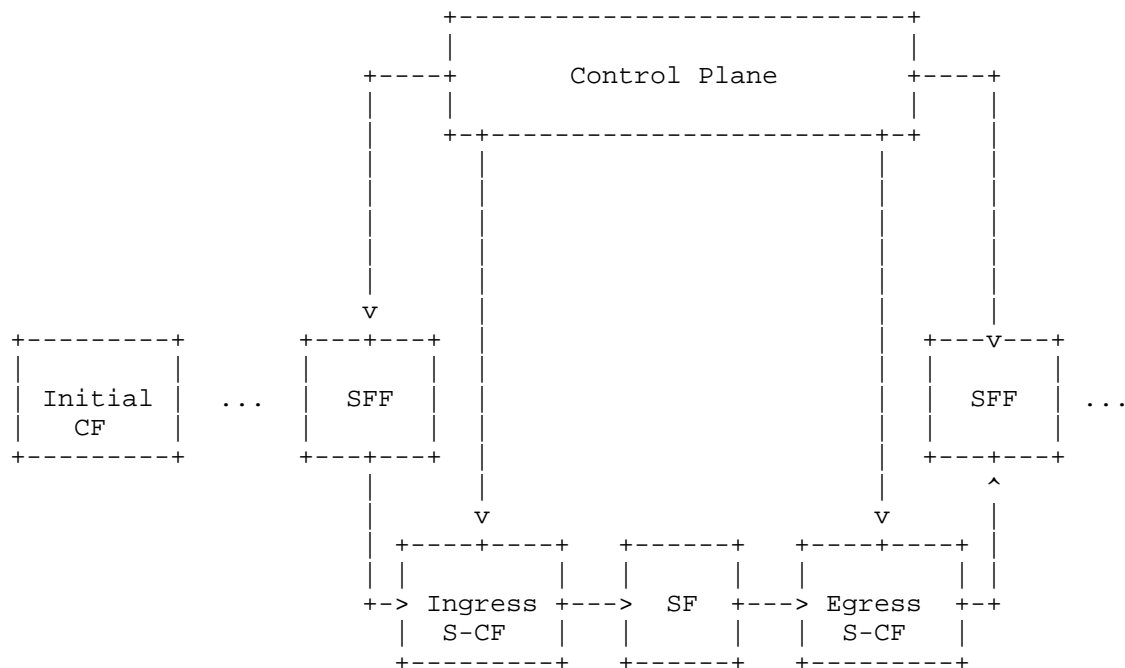 Control Plane
Initial ... SFF SFF ...
CF
Ingress SF Egress
S-CF S-CF